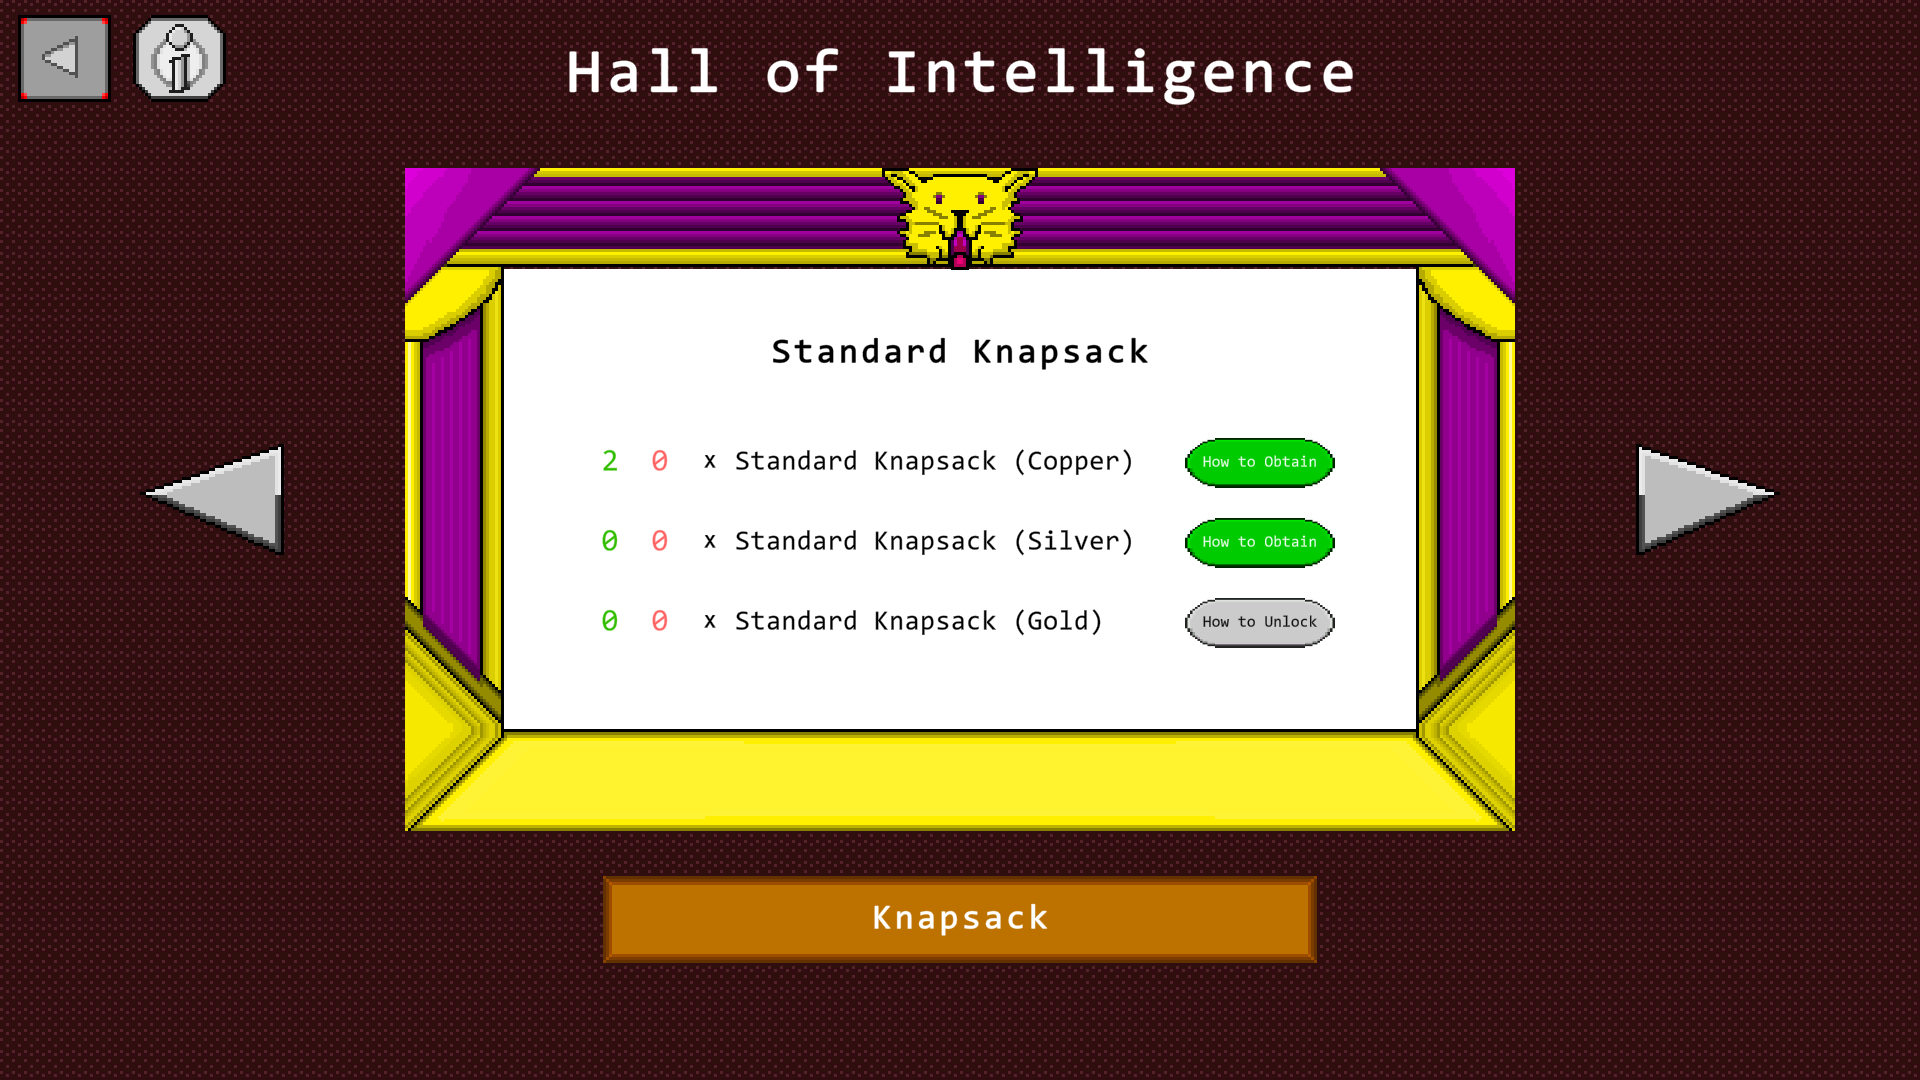 Hall of Intelligence
Standard Knapsack
2 0 x Standard Knapsack (Copper) How to Obtain
0 0 x Standard Knapsack (Silver) How to Obtain
0 0 x Standard Knapsack (Gold) How to Unlock
Knapsack